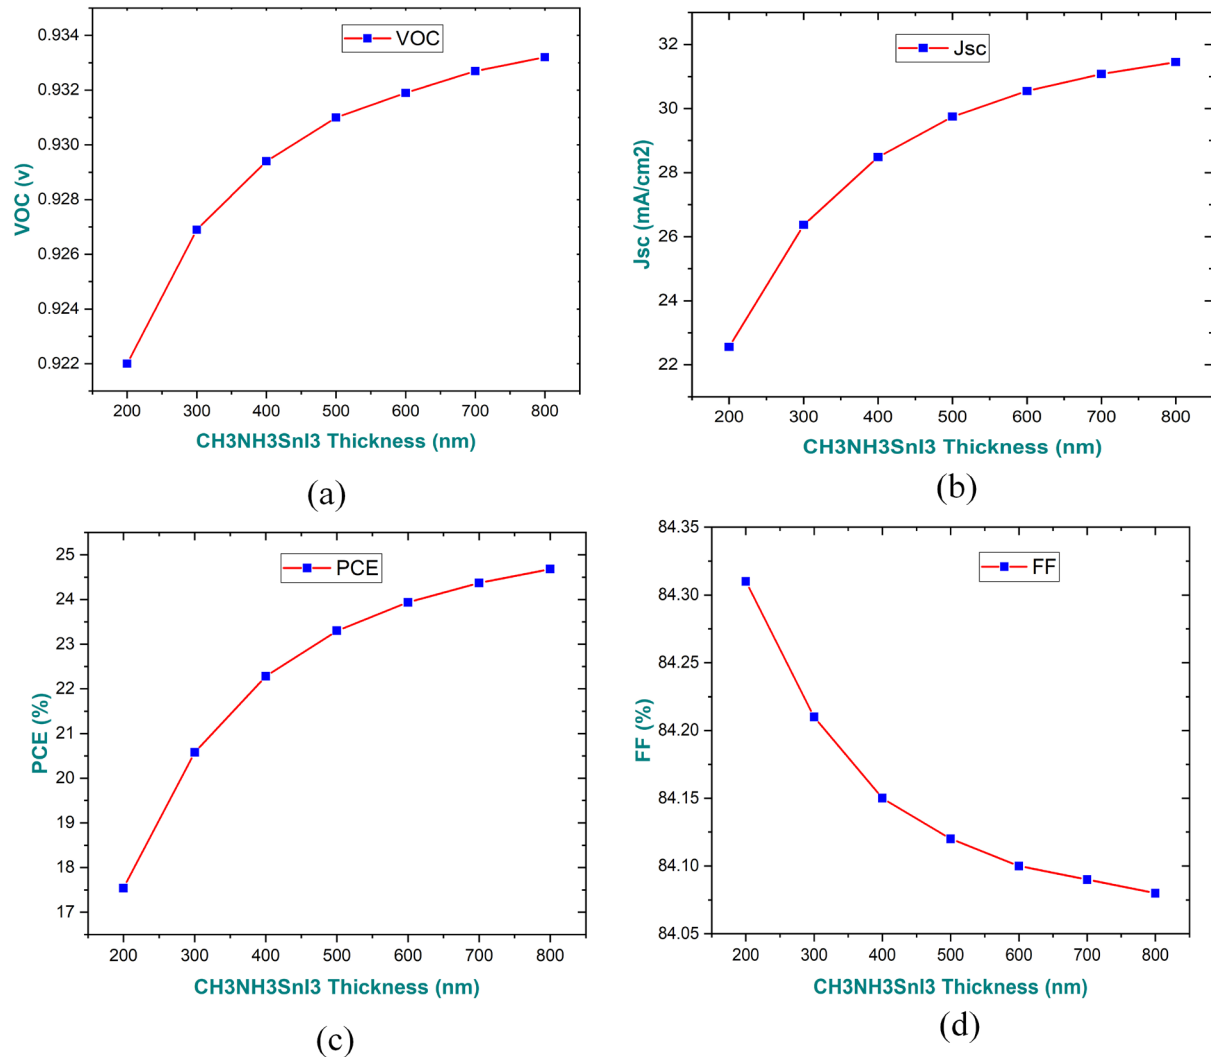 VOC
0.934
0.932
0.930
0.928
0.926
0.924
0.922
VOC (v)
200 300 400 500 600 700 800
CH3NH3SnI3 Thickness (nm)
(a)
Jsc
32
30
28
26
24
22
Jsc (mA/cm2)
200 300 400 500 600 700 800
CH3NH3SnI3 Thickness (nm)
(b)
PCE
25
24
23
22
21
20
19
18
17
PCE (%)
200 300 400 500 600 700 800
CH3NH3SnI3 Thickness (nm)
(c)
FF
84.35
84.30
84.25
84.20
84.15
84.10
84.05
FF (%)
200 300 400 500 600 700 800
CH3NH3SnI3 Thickness (nm)
(d)